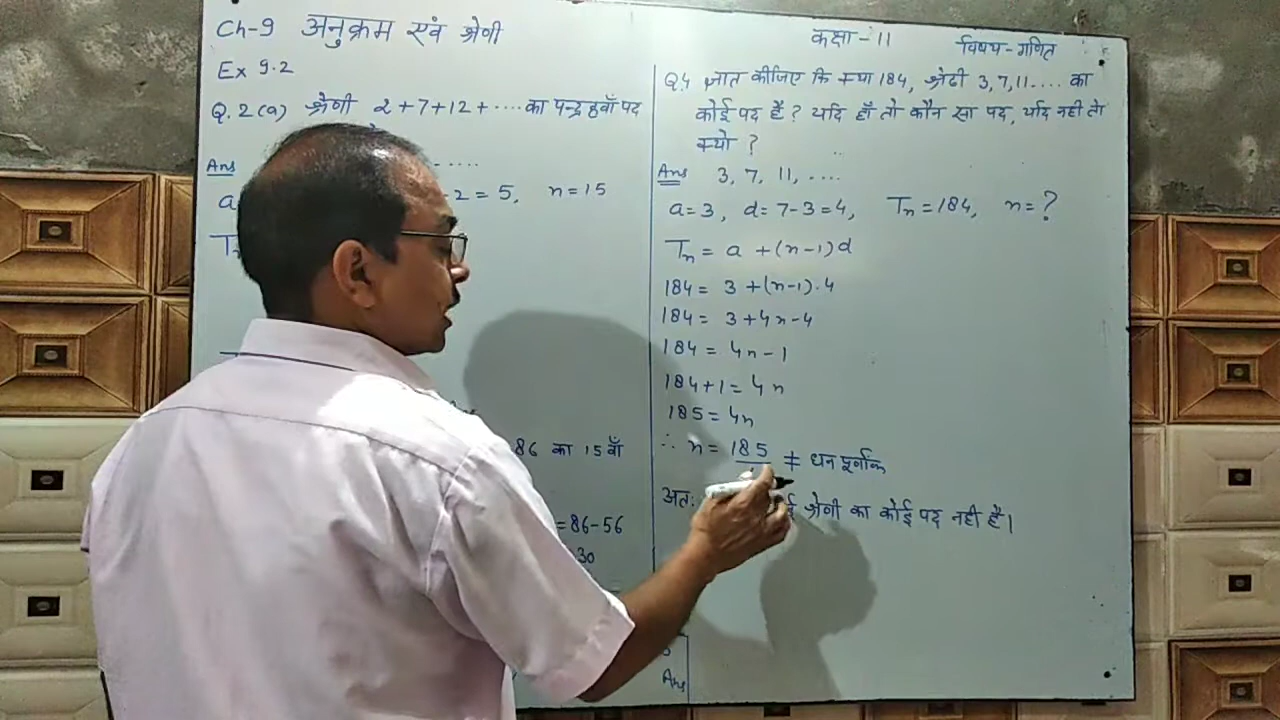 Ch-9 अनुक्रम एवं श्रेणी
कक्षा-11 विषय-गणित
Ex 9.2
Q.2(a) श्रेणी 2+7+12+....का पन्द्रहवाँ पद
Ans .....
a -2=5, n=15
86 का 15वाँ
=86-56
30
Ans
Q.4 ज्ञात कीजिए कि क्या 184, श्रेढी 3,7,11.... का
कोई पद है? यदि हाँ तो कौन सा पद, यदि नही तो
क्यो ?
Ans 3, 7, 11, ....
a=3, d=7-3=4, Tn=184, n=?
Tn = a +(n-1)d
184= 3 +(n-1).4
184= 3+4n-4
184 = 4n-1
184+1=4n
185=4n
∴ n= 185 ≠ धन पूर्णांक
अतः श्रेणी का कोई पद नही है।